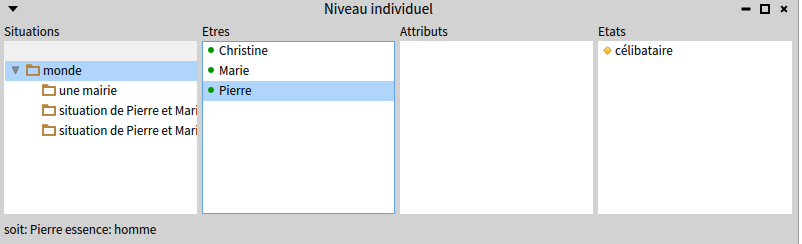 Niveau individuel
Situations
Etres
Attributs
Etats
monde
une mairie
situation de Pierre et Mari
situation de Pierre et Mari
Christine
Marie
Pierre
célibataire
soit: Pierre essence: homme